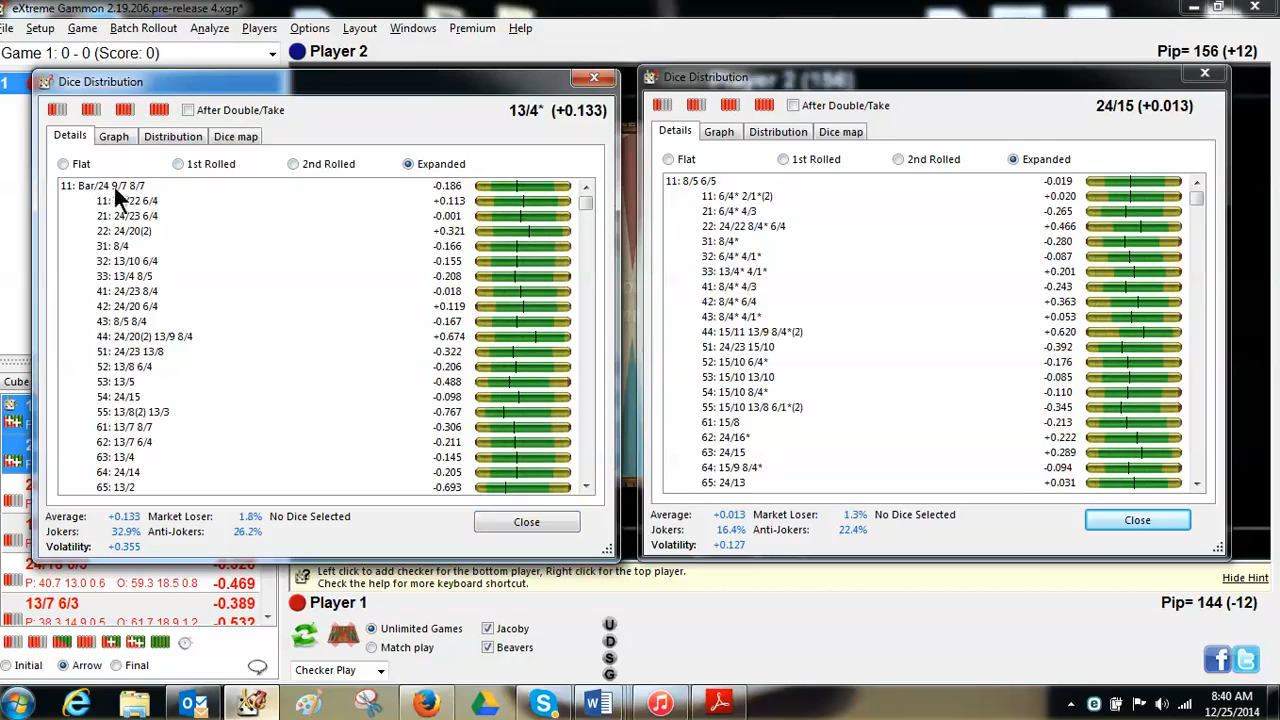 eXtreme Gammon 2.19.206.pre-release 4.xgp*
ile Setup Game Batch Rollout Analyze Players Options Layout Windows Premium Help
Game 1: 0 - 0 (Score: 0)
Player 2
Pip= 156 (+12)
1
Dice Distribution
After Double/Take
13/4* (+0.133)
Details Graph Distribution Dice map
Flat 1st Rolled 2nd Rolled Expanded
11: Bar/24 9/7 8/7 -0.186
11: /22 6/4 +0.113
21: 24/23 6/4 -0.001
22: 24/20(2) +0.321
31: 8/4 -0.166
32: 13/10 6/4 -0.155
33: 13/4 8/5 -0.208
41: 24/23 8/4 -0.018
42: 24/20 6/4 +0.119
43: 8/5 8/4 -0.167
44: 24/20(2) 13/9 8/4 +0.674
51: 24/23 13/8 -0.322
52: 13/8 6/4 -0.206
53: 13/5 -0.488
54: 24/15 -0.098
55: 13/8(2) 13/3 -0.767
61: 13/7 8/7 -0.306
62: 13/7 6/4 -0.211
63: 13/4 -0.145
64: 24/14 -0.205
65: 13/2 -0.693
Average: +0.133 Market Loser: 1.8% No Dice Selected
Jokers: 32.9% Anti-Jokers: 26.2%
Volatility: +0.355
Close
Dice Distribution
After Double/Take
24/15 (+0.013)
Details Graph Distribution Dice map
Flat 1st Rolled 2nd Rolled Expanded
11: 8/5 6/5 -0.019
11: 6/4* 2/1*(2) +0.020
21: 6/4* 4/3 -0.265
22: 24/22 8/4* 6/4 +0.466
31: 8/4* -0.280
32: 6/4* 4/1* -0.087
33: 13/4* 4/1* +0.201
41: 8/4* 4/3 -0.243
42: 8/4* 6/4 +0.363
43: 8/4* 4/1* +0.053
44: 15/11 13/9 8/4*(2) +0.620
51: 24/23 15/10 -0.392
52: 15/10 6/4* -0.176
53: 15/10 13/10 -0.085
54: 15/10 8/4* -0.110
55: 15/10 13/8 6/1*(2) -0.345
61: 15/8 -0.213
62: 24/16* +0.222
63: 24/15 +0.289
64: 15/9 8/4* -0.094
65: 24/13 +0.031
Average: +0.013 Market Loser: 1.3% No Dice Selected
Jokers: 16.4% Anti-Jokers: 22.4%
Volatility: +0.127
Close
Cube
P: 40.7 13.0 0.6 O: 59.3 18.5 0.8 -0.469
13/7 6/3 -0.389
-0.532
Initial Arrow Final
Left click to add checker for the bottom player, Right click for the top player.
Check the help for more keyboard shortcut.
Hide Hint
Player 1
Pip= 144 (-12)
Unlimited Games Jacoby
Match play Beavers
Checker Play
U
D
S
G
8:40 AM
12/25/2014